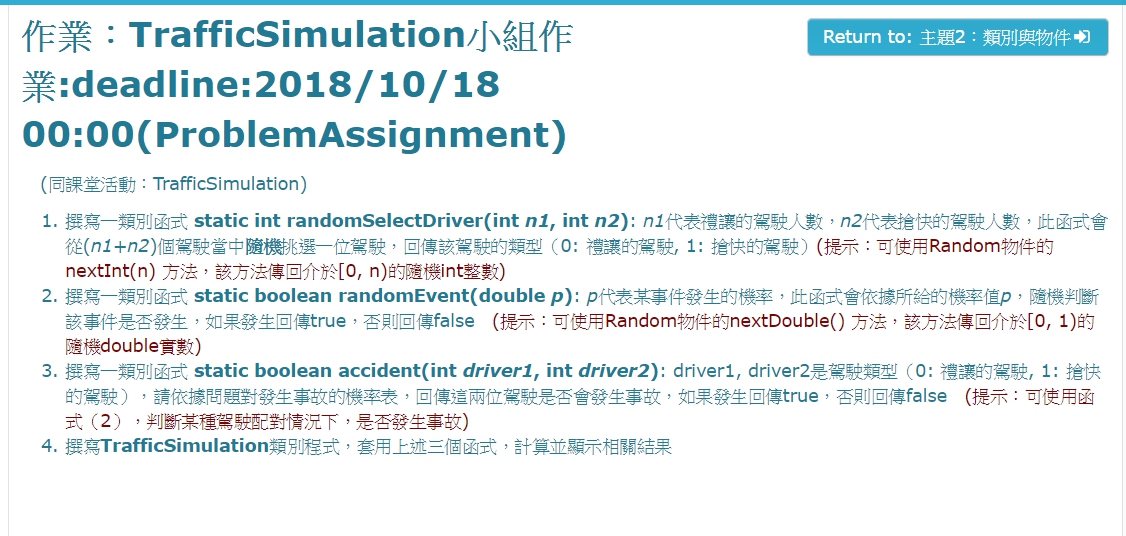 作業：TrafficSimulation小組作
業:deadline:2018/10/18
00:00(ProblemAssignment)
Return to: 主題2：類別與物件
(同課堂活動：TrafficSimulation)
1. 撰寫一類別函式 static int randomSelectDriver(int n1, int n2): n1代表禮讓的駕駛人數，n2代表搶快的駕駛人數，此函式會
從(n1+n2)個駕駛當中隨機挑選一位駕駛，回傳該駕駛的類型（0: 禮讓的駕駛, 1: 搶快的駕駛）(提示：可使用Random物件的
nextInt(n) 方法，該方法傳回介於[0, n)的隨機int整數)
2. 撰寫一類別函式 static boolean randomEvent(double p): p代表某事件發生的機率，此函式會依據所給的機率值p，隨機判斷
該事件是否發生，如果發生回傳true，否則回傳false （提示：可使用Random物件的nextDouble() 方法，該方法傳回介於[0, 1)的
隨機double實數)
3. 撰寫一類別函式 static boolean accident(int driver1, int driver2): driver1, driver2是駕駛類型（0: 禮讓的駕駛, 1: 搶快
的駕駛），請依據問題對發生事故的機率表，回傳這兩位駕駛是否會發生事故，如果發生回傳true，否則回傳false （提示：可使用函
式（2），判斷某種駕駛配對情況下，是否發生事故)
4. 撰寫TrafficSimulation類別程式，套用上述三個函式，計算並顯示相關結果